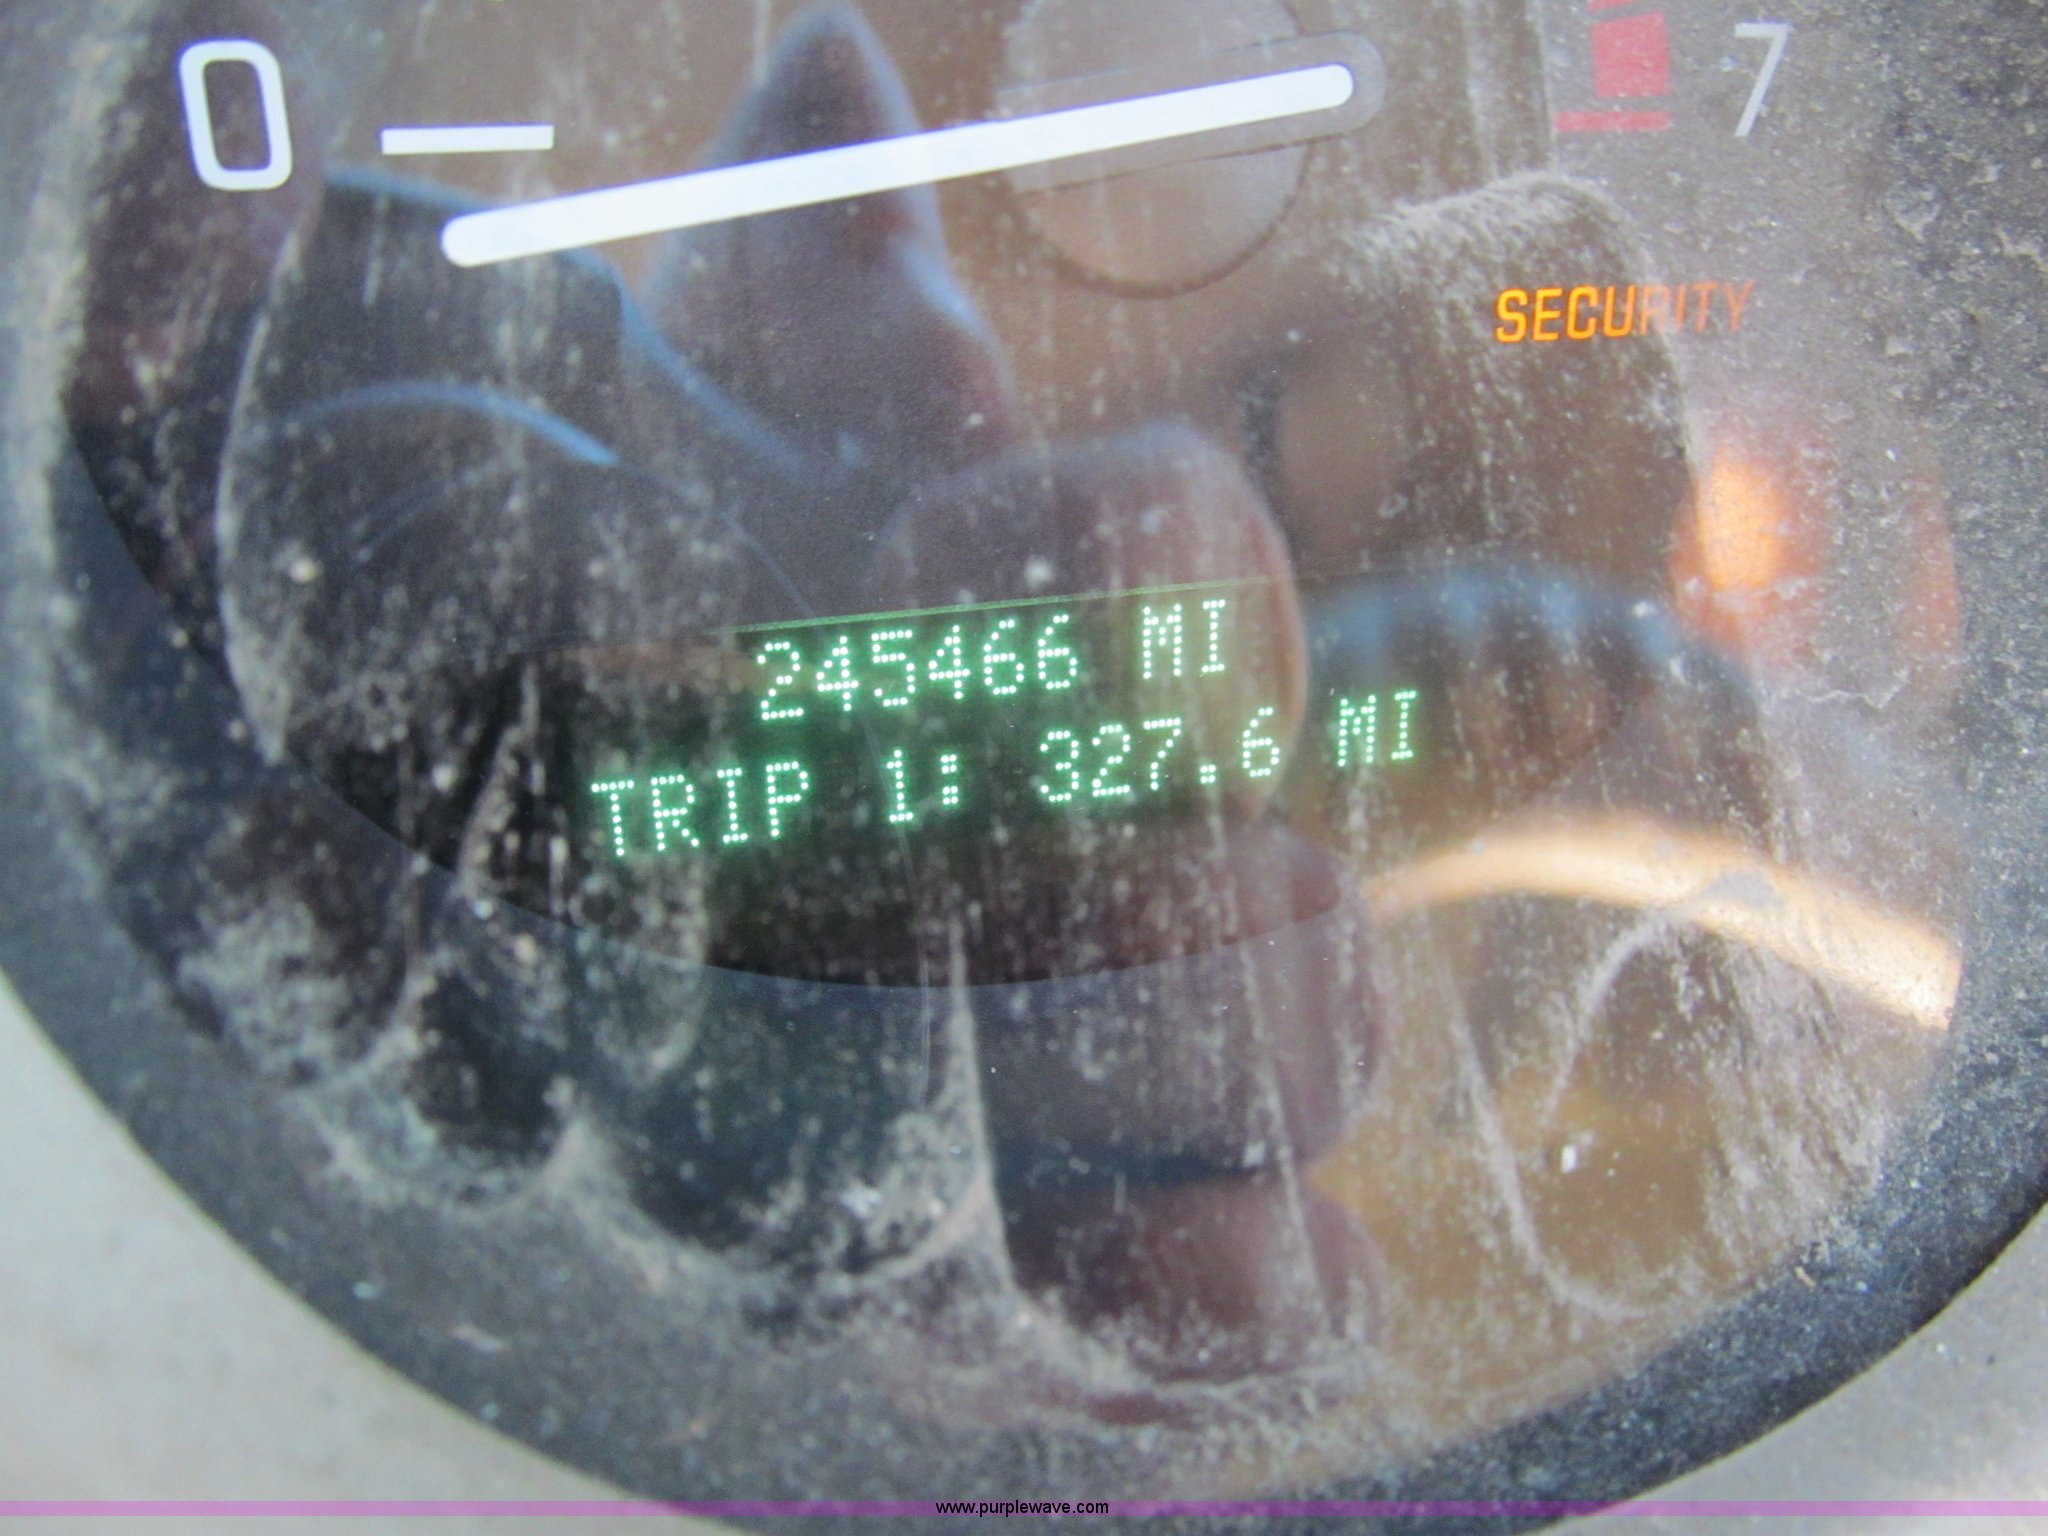 0
7
SECURITY
245466 MI
TRIP 1: 327.6 MI
www.purplewave.com